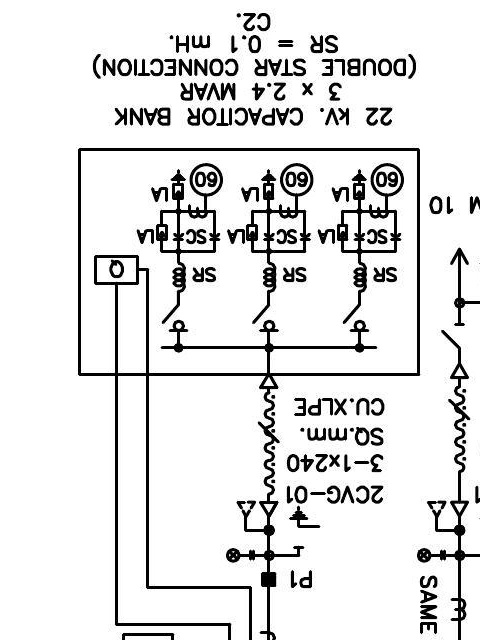 SAME
P1
2CVG-01
3-1x240
SQ.mm.
CU.XLPE
SR SR SR
Q
SC LA SC LA SC LA
M 10
LA LA LA
60 60 60
22 kV. CAPACITOR BANK
3 x 2.4 MVAR
(DOUBLE STAR CONNECTION)
SR = 0.1 mH.
C2.